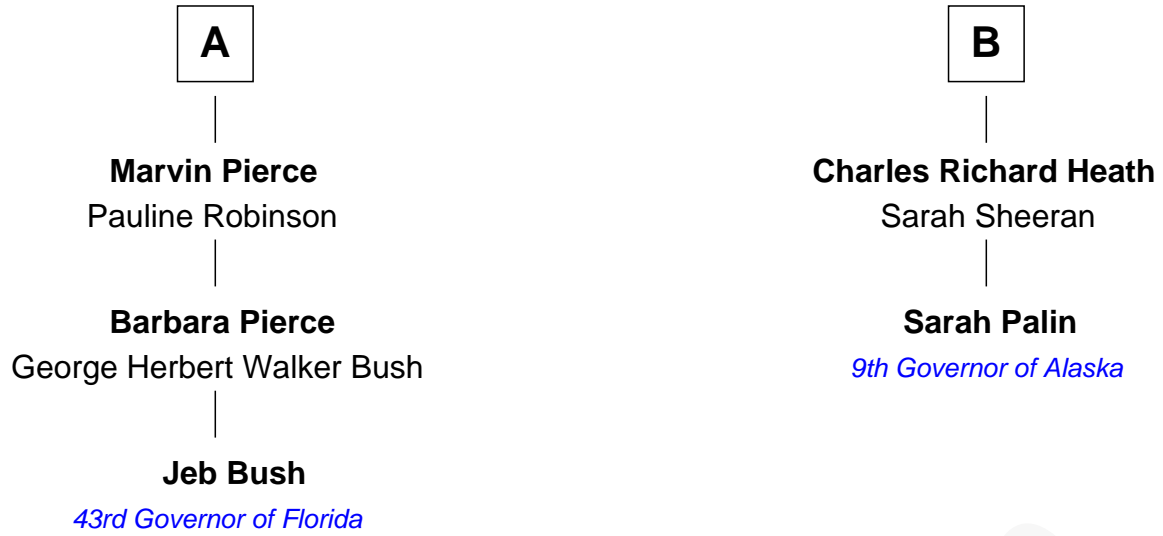 A
Marvin Pierce
Pauline Robinson
Barbara Pierce
George Herbert Walker Bush
Jeb Bush
43rd Governor of Florida
B
Charles Richard Heath
Sarah Sheeran
Sarah Palin
9th Governor of Alaska